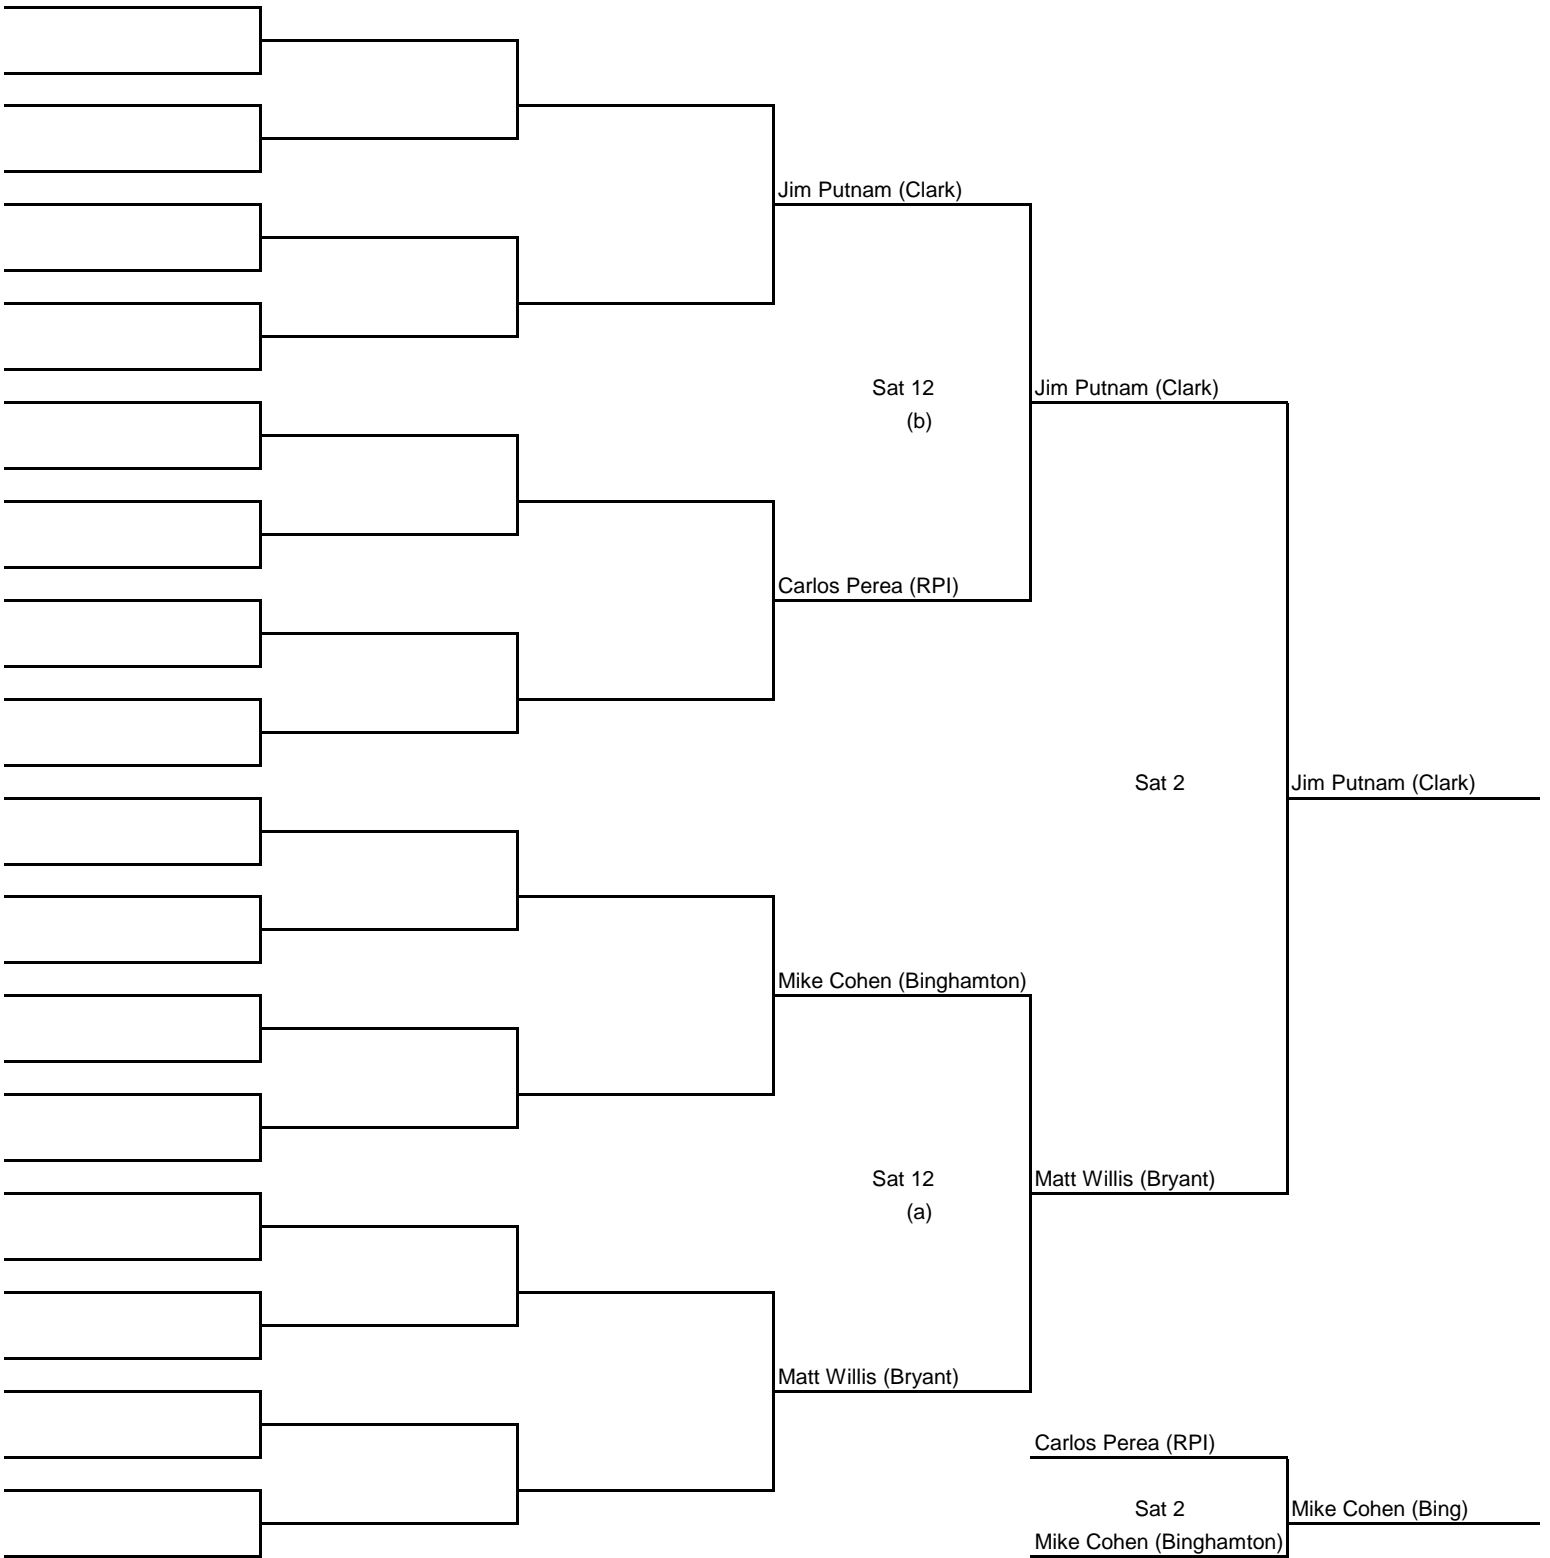 Jim Putnam (Clark)
Sat 12
Jim Putnam (Clark)
(b)
Carlos Perea (RPI)
Sat 2
Jim Putnam (Clark)
Mike Cohen (Binghamton)
Sat 12
Matt Willis (Bryant)
(a)
Matt Willis (Bryant)
Carlos Perea (RPI)
Sat 2
Mike Cohen (Bing)
Mike Cohen (Binghamton)